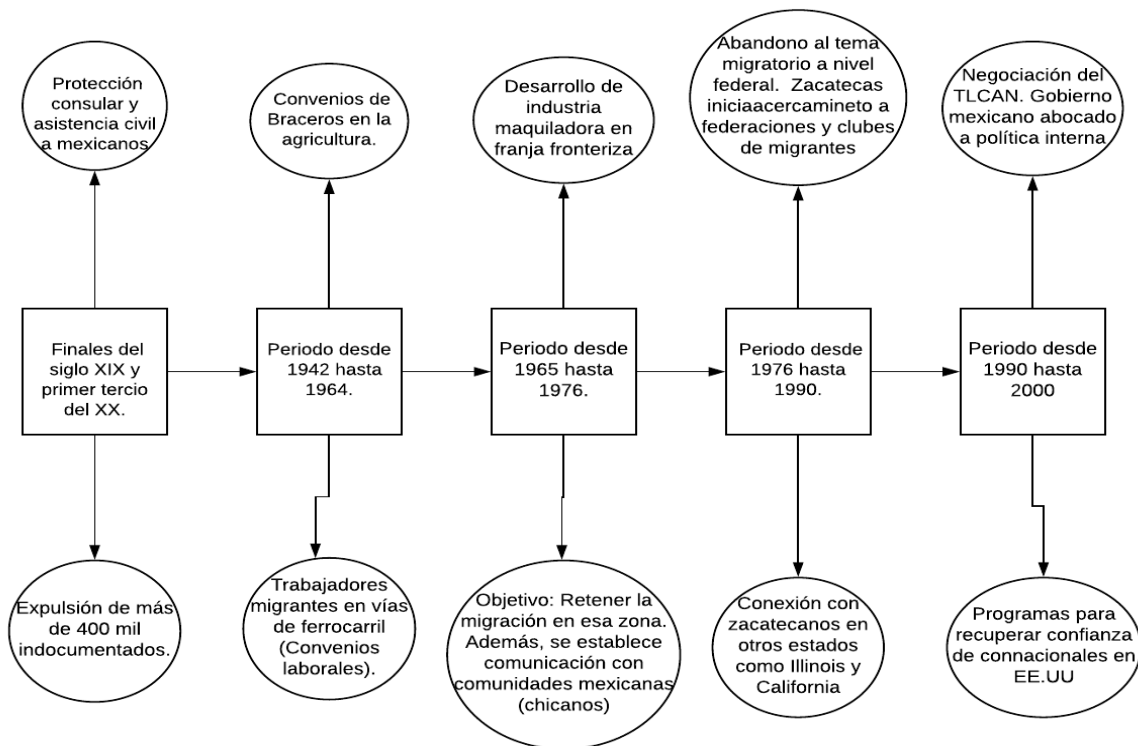 Protección
consular y
asistencia civil
a mexicanos
Convenios de
Braceros en la
agricultura.
Desarrollo de
industria
maquiladora en
franja fronteriza
Abandono al tema
migratorio a nivel
federal. Zacatecas
iniciaacercamineto a
federaciones y clubes
de migrantes
Negociación del
TLCAN. Gobierno
mexicano abocado
a política interna
Finales del
siglo XIX y
primer tercio
del XX.
Periodo desde
1942 hasta
1964.
Periodo desde
1965 hasta
1976.
Periodo desde
1976 hasta
1990.
Periodo desde
1990 hasta
2000
Expulsión de más
de 400 mil
indocumentados.
Trabajadores
migrantes en vías
de ferrocarril
(Convenios
laborales).
Objetivo: Retener la
migración en esa zona.
Además, se establece
comunicación con
comunidades mexicanas
(chicanos)
Conexión con
zacatecanos en
otros estados
como Illinois y
California
Programas para
recuperar confianza
de connacionales en
EE.UU